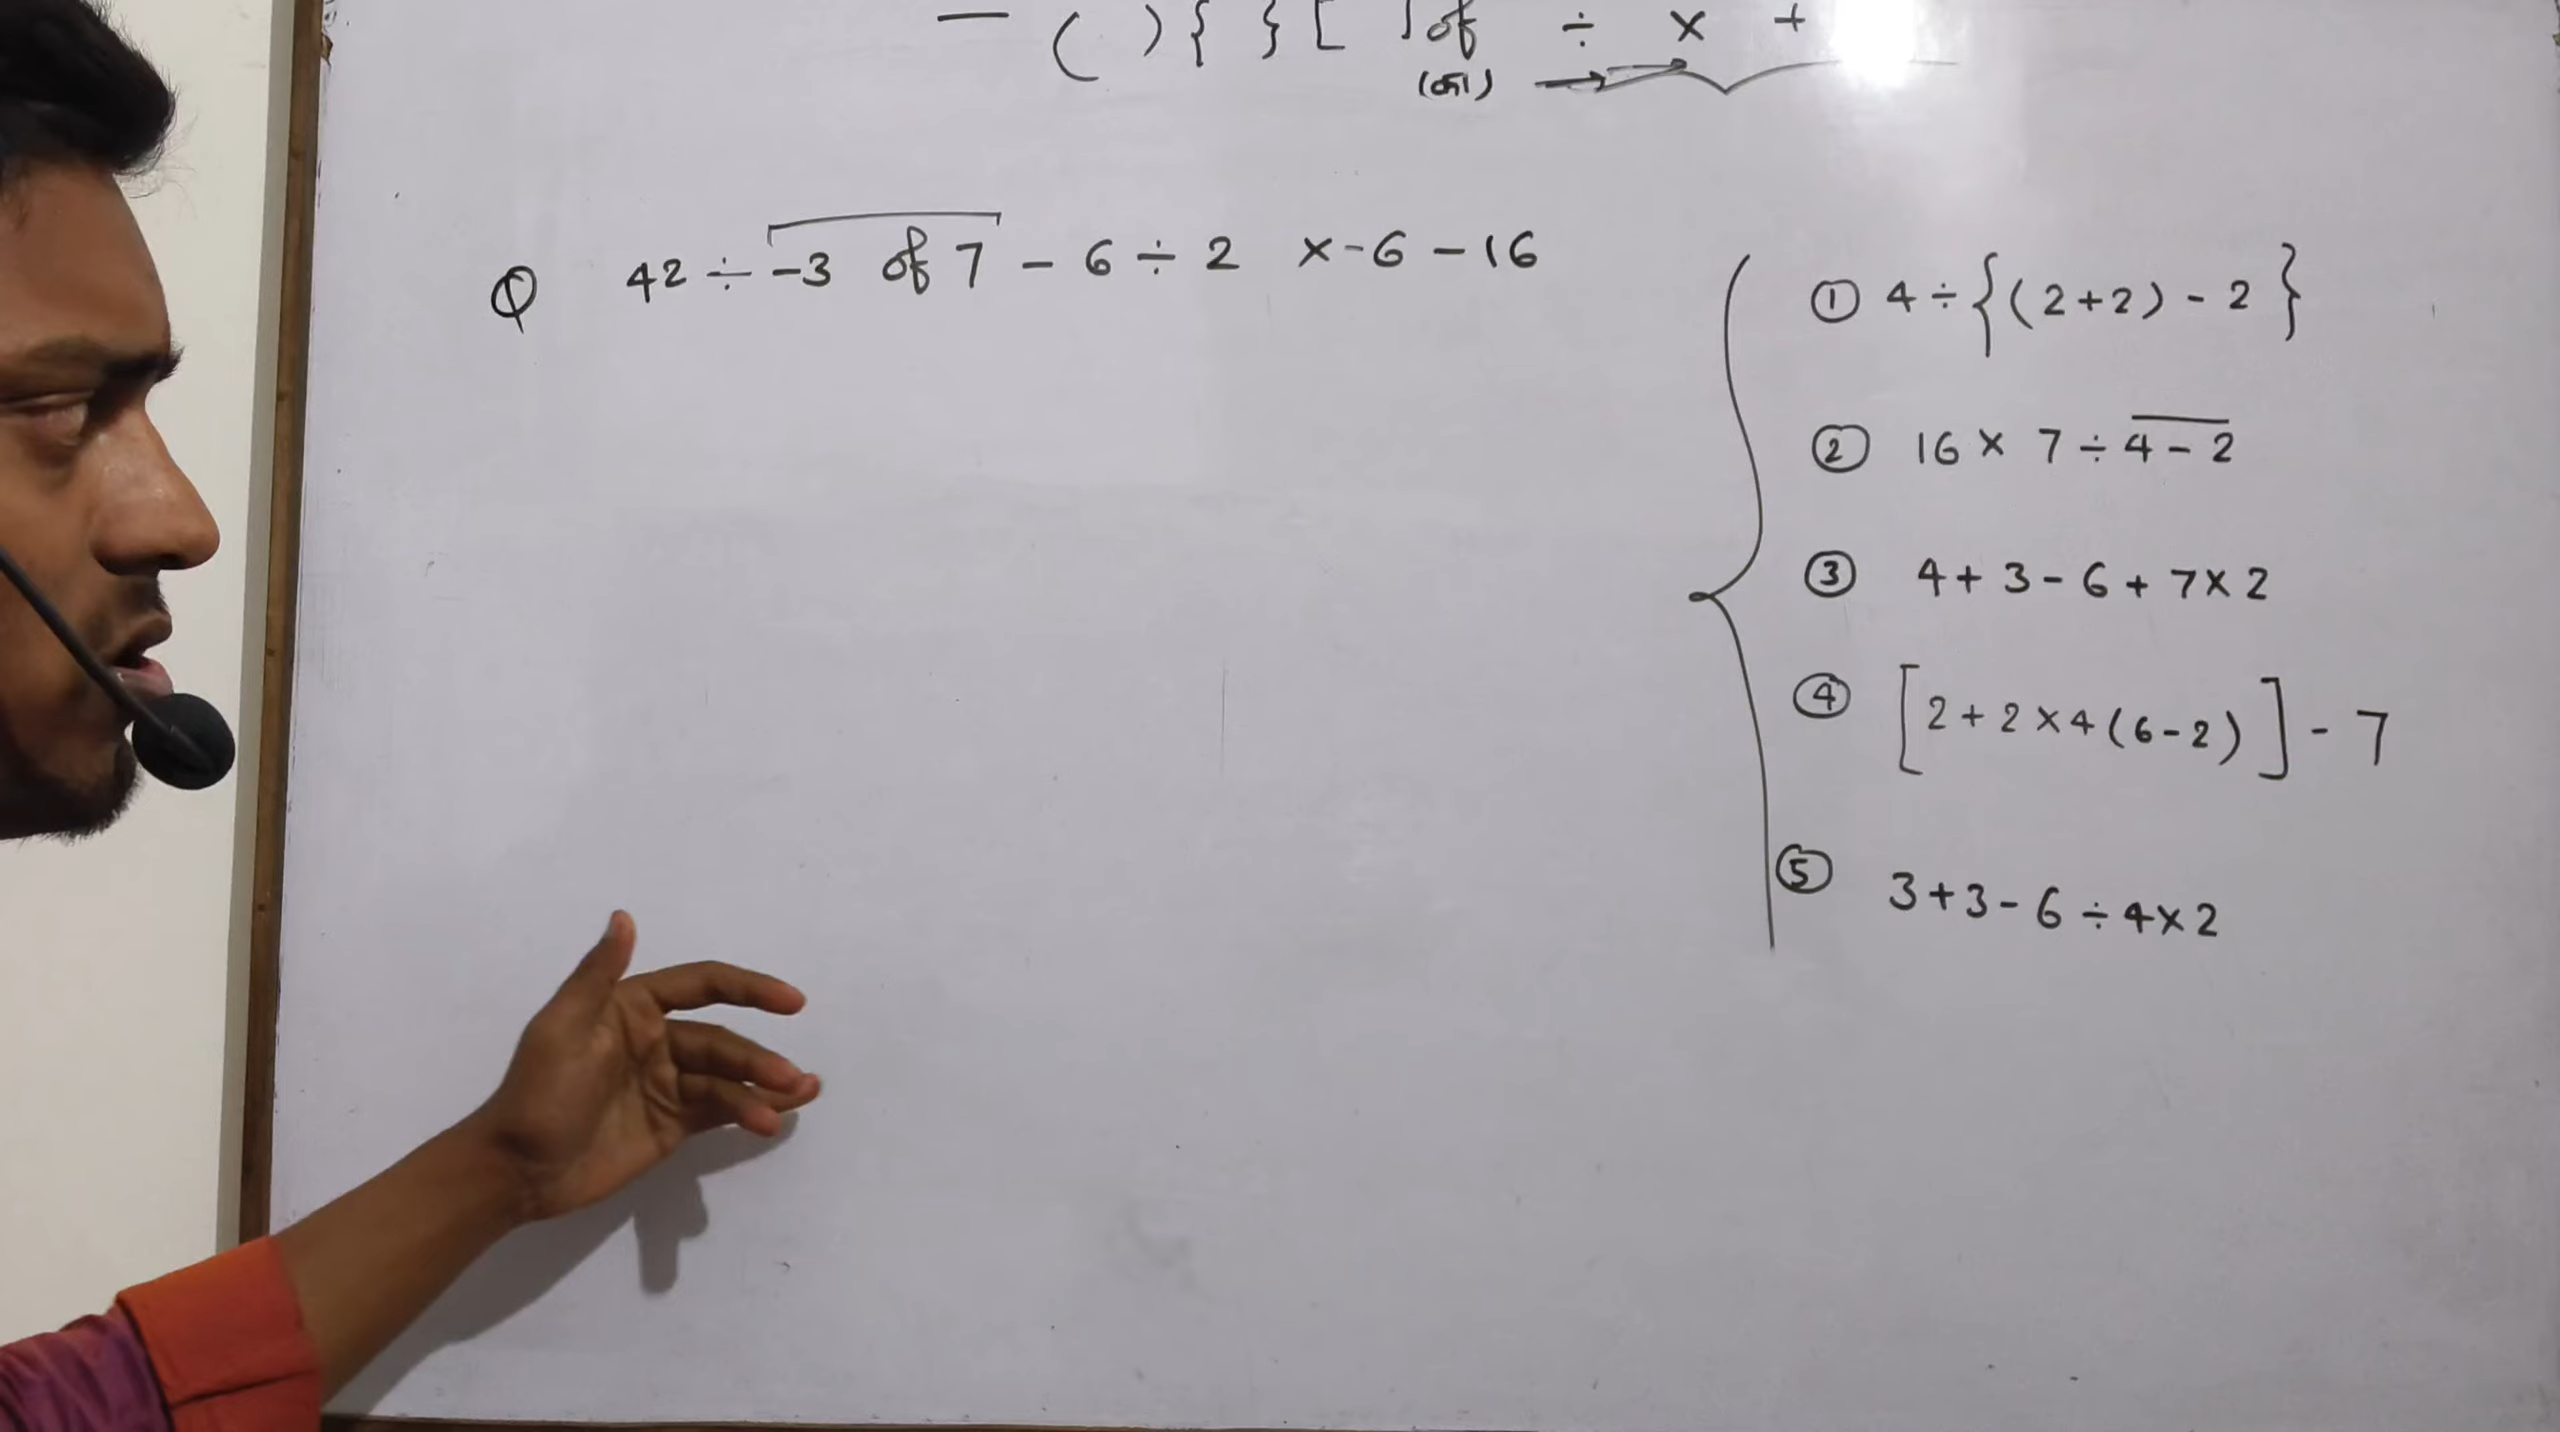 — ( ) { } [ ] of ÷ × +
(का)
Q 42 ÷ -3 of 7 - 6 ÷ 2 × -6 - 16
① 4 ÷ { (2+2) - 2 }
② 16 × 7 ÷ 4 - 2
③ 4 + 3 - 6 + 7 × 2
④ [ 2 + 2 × 4 (6 - 2) ] - 7
⑤ 3 + 3 - 6 ÷ 4 × 2